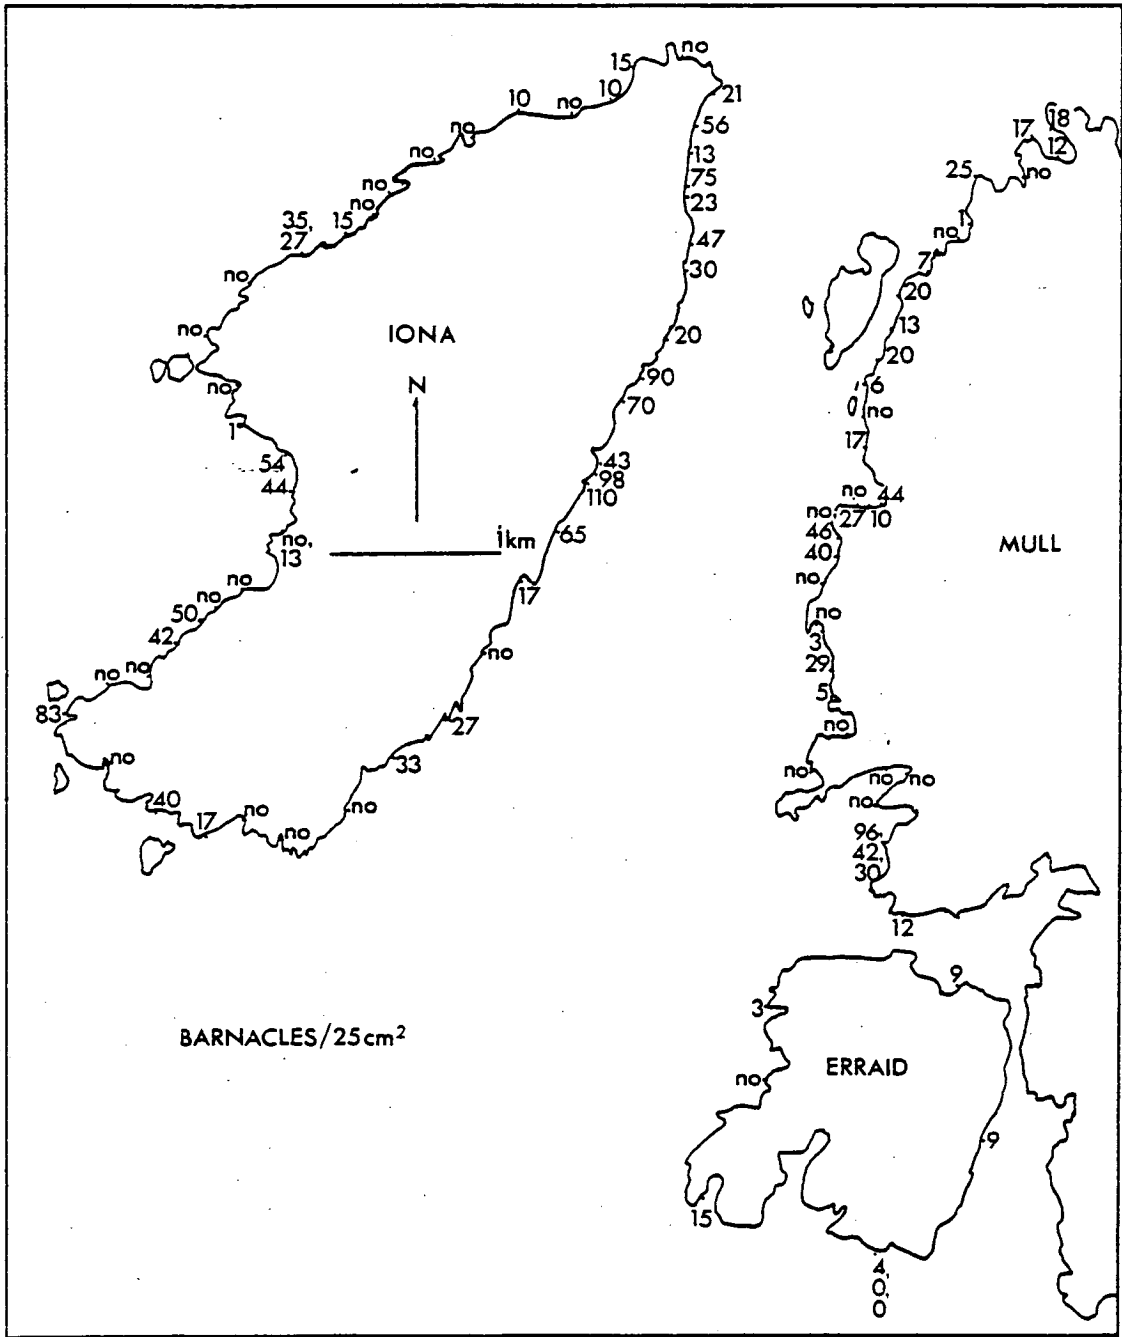 no
15
10
no
10
21
no
56
no
13
no
75
no
23
35,
15
27
47
no
30
no
IONA
20
N
90
no
70
1
54
43
44
98
110
65
1km
no,
13
17
no
no
50
42
no
no
no
83
27
no
33
40
17
no
no
no
18
17
12
no
25
1
no
7
20
13
20
6
no
17
44
no
no
27
10
46
40
MULL
no
no
3
29
5
no
no
no
no
no
96
42,
30
12
9
3
BARNACLES/25cm²
ERRAID
no
9
15
4,
0,
0